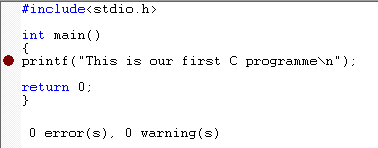 #include<stdio.h>
int main()
{
printf("This is our first C programme\n");
return 0;
}
0 error(s), 0 warning(s)